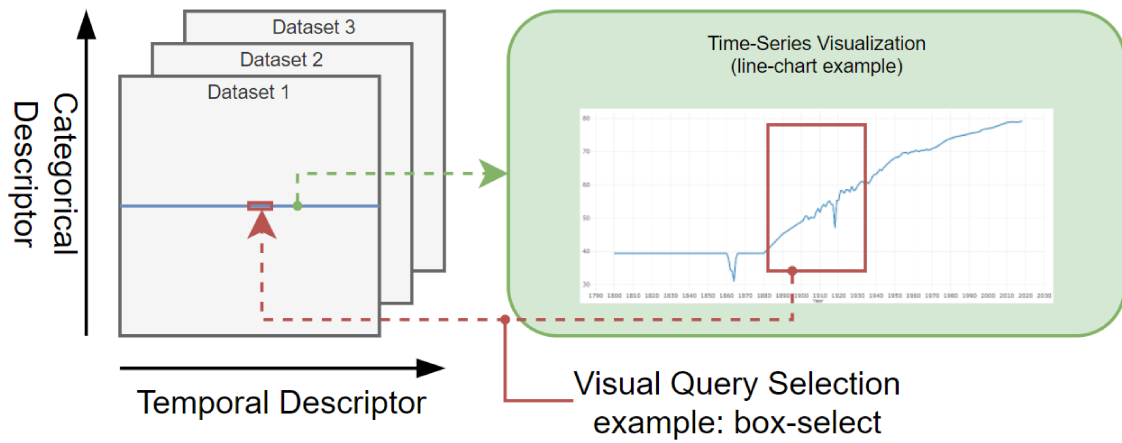 Dataset 3
Dataset 2
Dataset 1
Categorical
Descriptor
Temporal Descriptor
Time-Series Visualization
(line-chart example)
80
70
60
50
40
30
1790 1800 1810 1820 1830 1840 1850 1860 1870 1880 1890 1900 1910 1920 1930 1940 1950 1960 1970 1980 1990 2000 2010 2020 2030
Year
Visual Query Selection
example: box-select